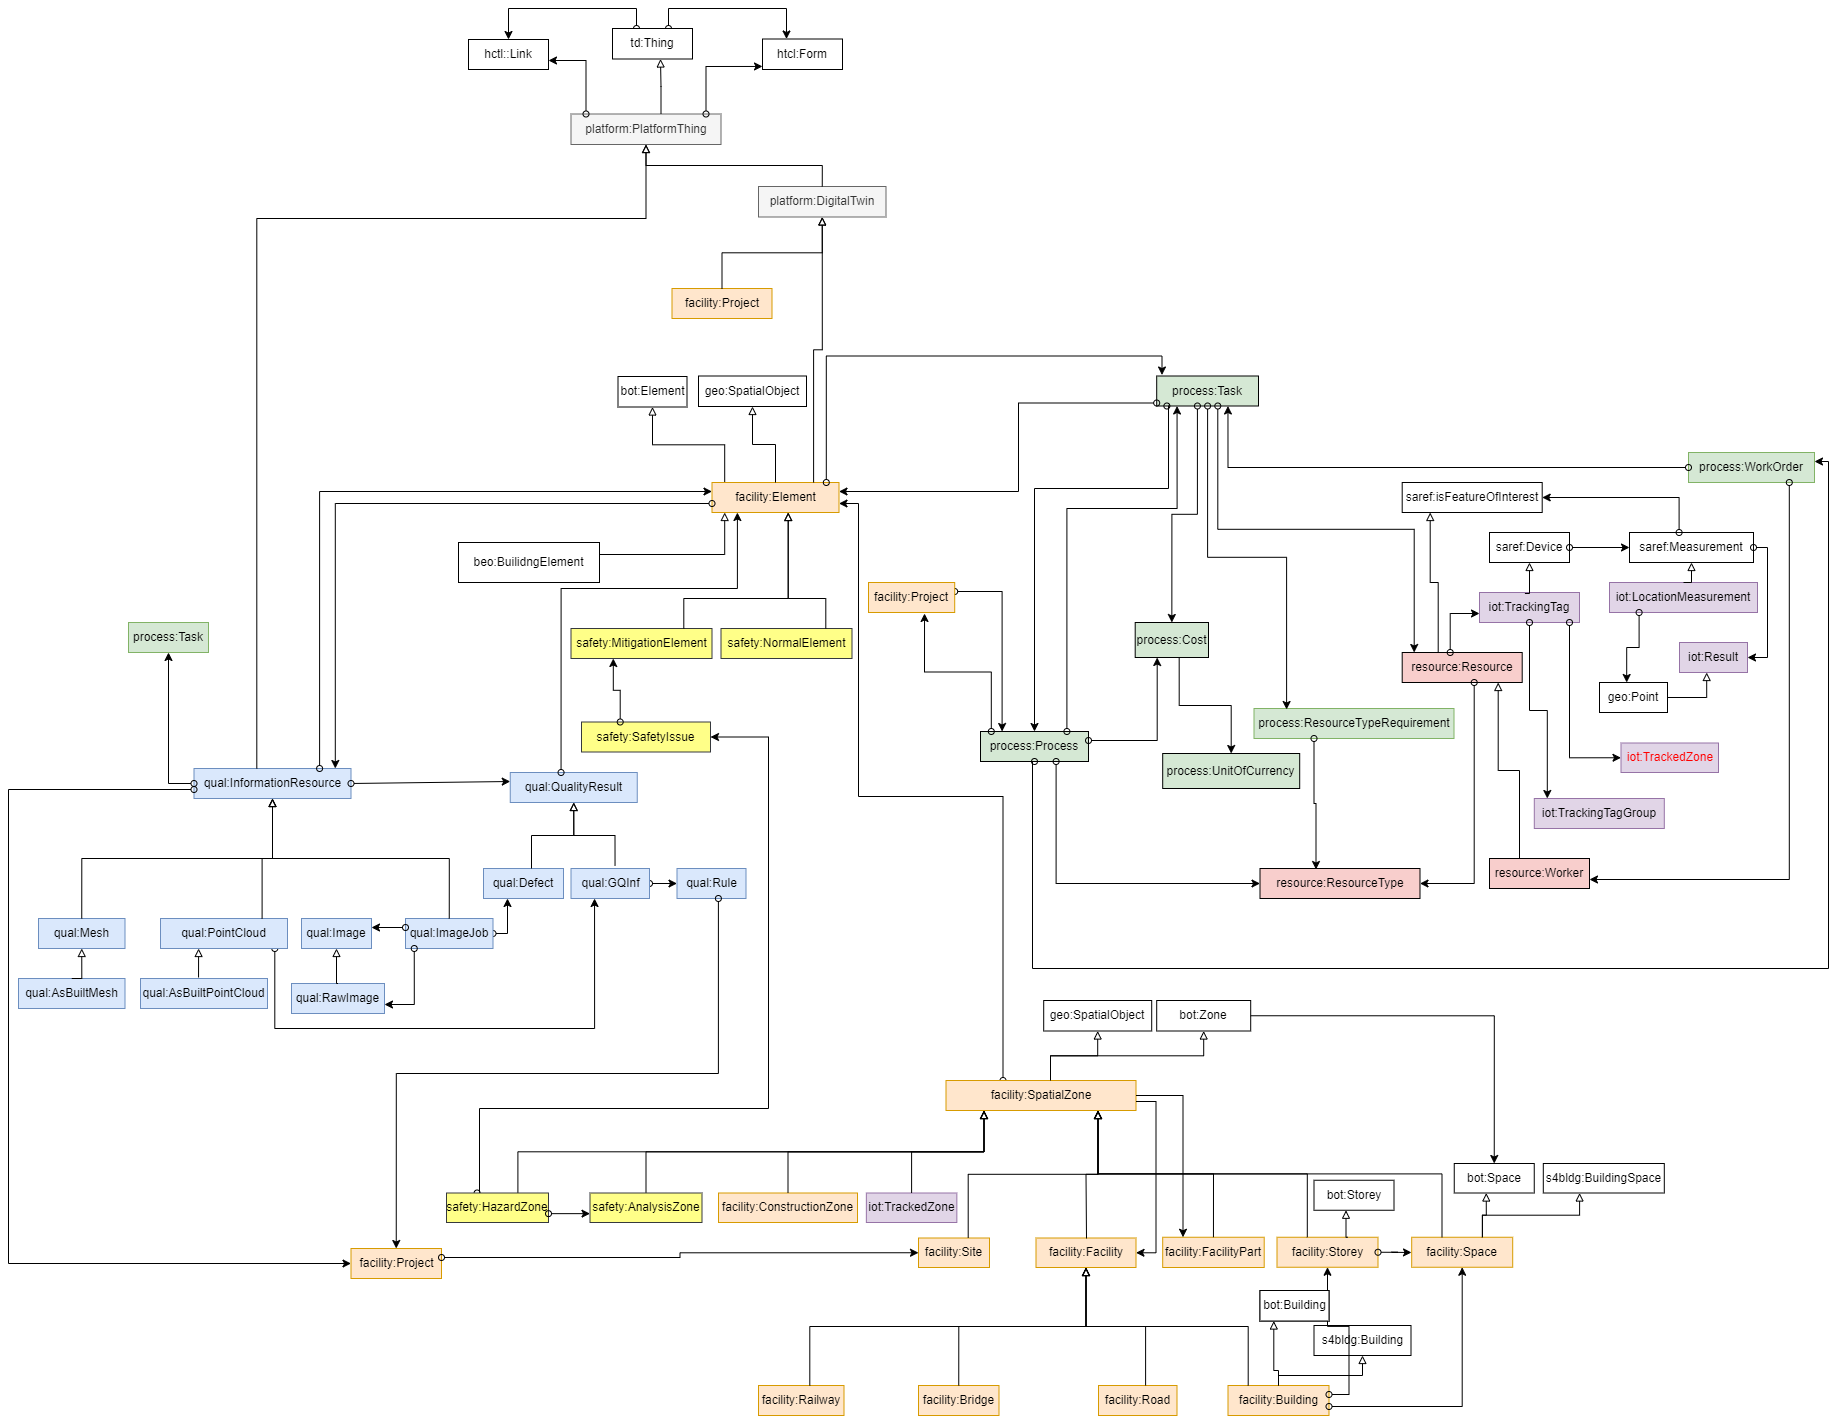 td:Thing
hctl::Link
htcl:Form
platform:PlatformThing
platform:DigitalTwin
facility:Project
bot:Element
geo:SpatialObject
process:Task
process:WorkOrder
facility:Element
saref:isFeatureOfInterest
saref:Device
saref:Measurement
beo:BuilidngElement
facility:Project
iot:LocationMeasurement
iot:TrackingTag
process:Task
safety:MitigationElement
safety:NormalElement
process:Cost
iot:Result
resource:Resource
geo:Point
process:ResourceTypeRequirement
safety:SafetyIssue
process:Process
iot:TrackedZone
process:UnitOfCurrency
qual:InformationResource
qual:QualityResult
iot:TrackingTagGroup
resource:Worker
qual:Defect
qual:GQInf
qual:Rule
resource:ResourceType
qual:Mesh
qual:PointCloud
qual:Image
qual:ImageJob
qual:AsBuiltMesh
qual:AsBuiltPointCloud
qual:RawImage
geo:SpatialObject
bot:Zone
facility:SpatialZone
bot:Space
s4bldg:BuildingSpace
bot:Storey
safety:HazardZone
safety:AnalysisZone
facility:ConstructionZone
iot:TrackedZone
facility:Project
facility:Site
facility:Facility
facility:FacilityPart
facility:Storey
facility:Space
bot:Building
s4bldg:Building
facility:Railway
facility:Bridge
facility:Road
facility:Building